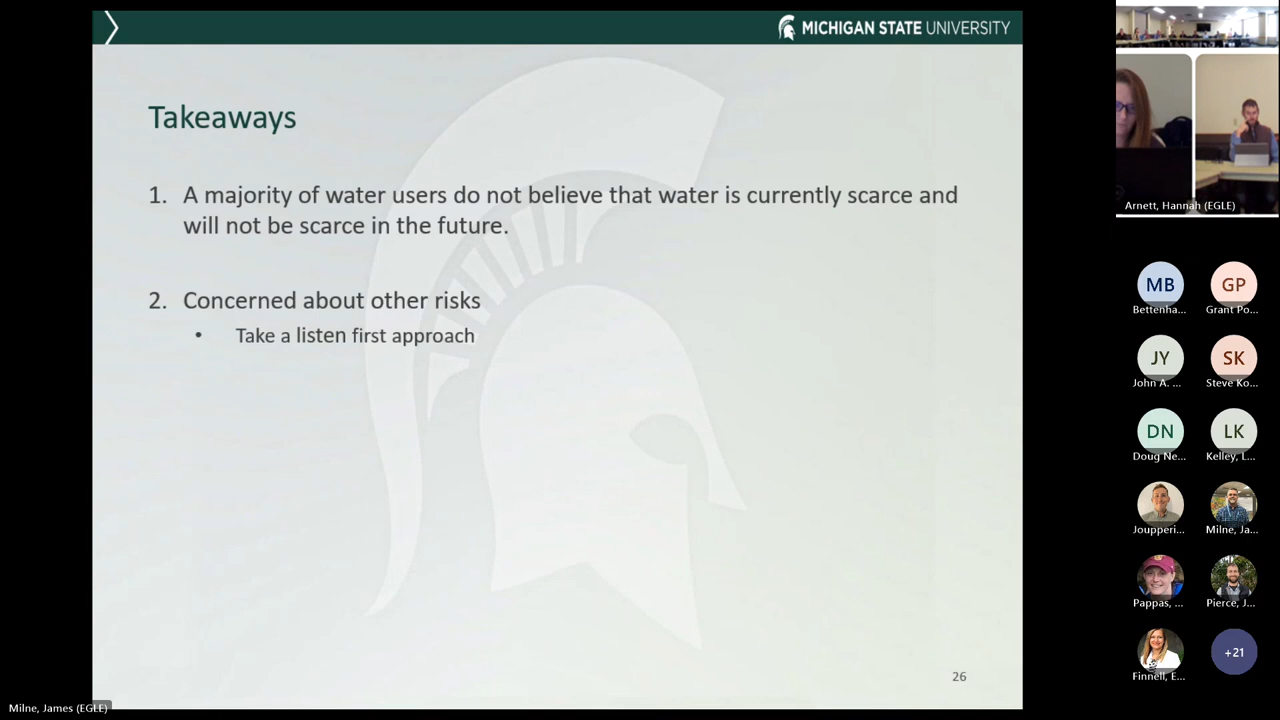 MICHIGAN STATE UNIVERSITY
Takeaways
1. A majority of water users do not believe that water is currently scarce and
will not be scarce in the future.
2. Concerned about other risks
• Take a listen first approach
26
Milne, James (EGLE)
Arnett, Hannah (EGLE)
MB GP
Bettenha... Grant Po...
JY SK
John A. ... Steve Ko...
DN LK
Doug Ne... Kelley, L...
Joupperi... Milne, Ja...
Pappas, ... Pierce, J...
+21
Finnell, E...